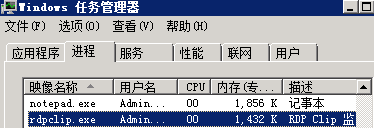 Windows 任务管理器
文件(F) 选项(O) 查看(V) 帮助(H)
应用程序 进程 服务 性能 联网 用户
映像名称 用户名 CPU 内存(专... 描述
notepad.exe Admin... 00 1,856 K 记事本
rdpclip.exe Admin... 00 1,432 K RDP Clip 监